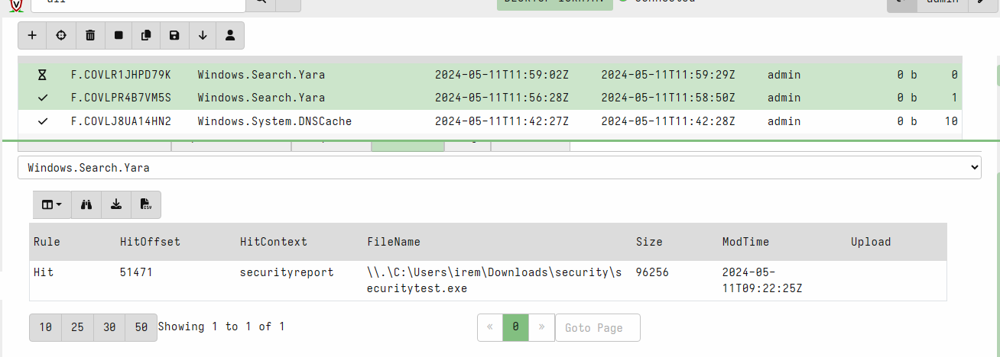 admin
F.COVLR1JHPD79K Windows.Search.Yara 2024-05-11T11:59:02Z 2024-05-11T11:59:29Z admin 0 b 0
F.COVLPR4B7VM5S Windows.Search.Yara 2024-05-11T11:56:28Z 2024-05-11T11:58:50Z admin 0 b 1
F.COVLJ8UA14HN2 Windows.System.DNSCache 2024-05-11T11:42:27Z 2024-05-11T11:42:28Z admin 0 b 10
Windows.Search.Yara
CSV
Rule HitOffset HitContext FileName Size ModTime Upload
Hit 51471 securityreport \\.\C:\Users\irem\Downloads\security\s 96256 2024-05-
ecuritytest.exe 11T09:22:25Z
10 25 30 50 Showing 1 to 1 of 1 « 0 » Goto Page